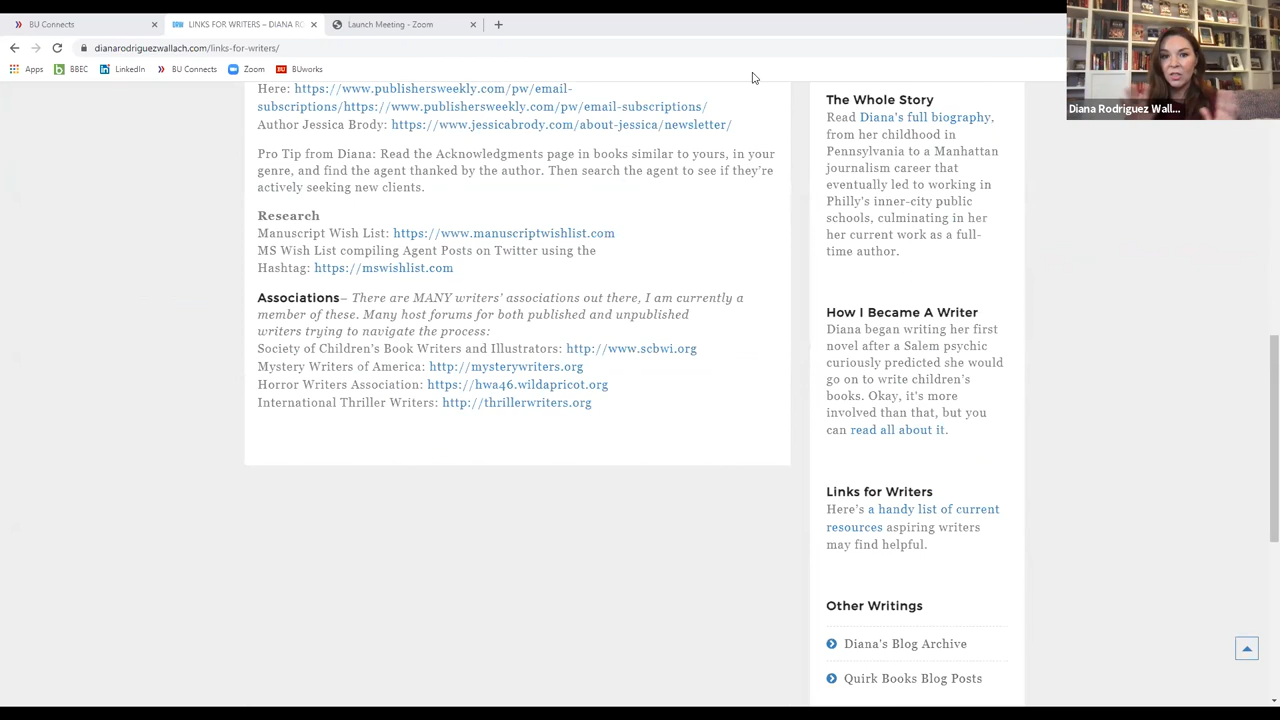 BU Connects
LINKS FOR WRITERS – DIANA RO
Launch Meeting - Zoom
dianarodriguezwallach.com/links-for-writers/
Apps
BBEC
LinkedIn
BU Connects
Zoom
BUworks
Diana Rodriguez Wall...
Here: https://www.publishersweekly.com/pw/email-
subscriptions/https://www.publishersweekly.com/pw/email-subscriptions/
Author Jessica Brody: https://www.jessicabrody.com/about-jessica/newsletter/
Pro Tip from Diana: Read the Acknowledgments page in books similar to yours, in your
genre, and find the agent thanked by the author. Then search the agent to see if they're
actively seeking new clients.
Research
Manuscript Wish List: https://www.manuscriptwishlist.com
MS Wish List compiling Agent Posts on Twitter using the
Hashtag: https://mswishlist.com
Associations– There are MANY writers' associations out there, I am currently a
member of these. Many host forums for both published and unpublished
writers trying to navigate the process:
Society of Children's Book Writers and Illustrators: http://www.scbwi.org
Mystery Writers of America: http://mysterywriters.org
Horror Writers Association: https://hwa46.wildapricot.org
International Thriller Writers: http://thrillerwriters.org
The Whole Story
Read Diana's full biography,
from her childhood in
Pennsylvania to a Manhattan
journalism career that
eventually led to working in
Philly's inner-city public
schools, culminating in her
her current work as a full-
time author.
How I Became A Writer
Diana began writing her first
novel after a Salem psychic
curiously predicted she would
go on to write children's
books. Okay, it's more
involved than that, but you
can read all about it.
Links for Writers
Here's a handy list of current
resources aspiring writers
may find helpful.
Other Writings
Diana's Blog Archive
Quirk Books Blog Posts